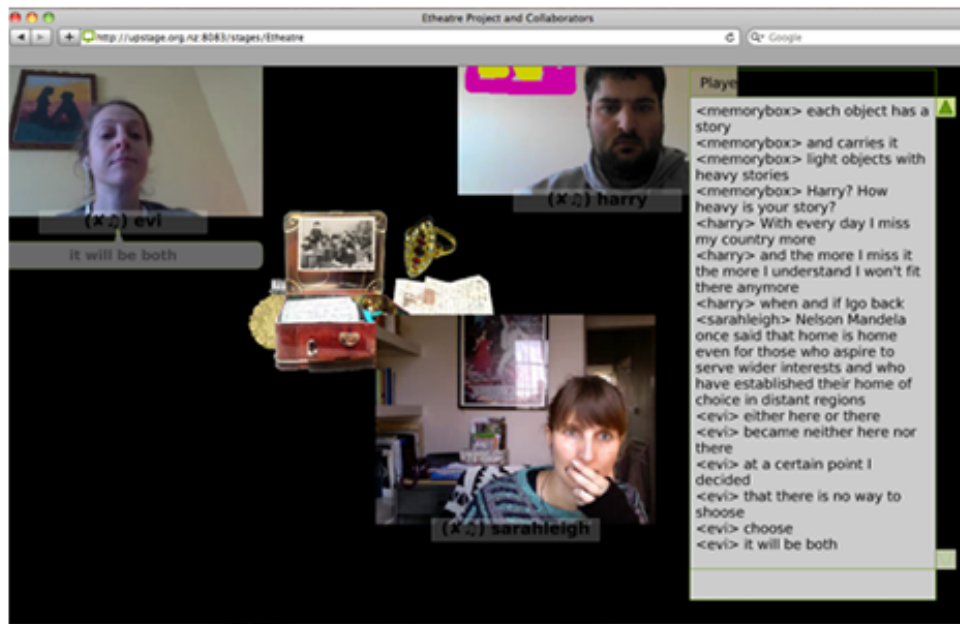 Etheatre Project and Collaborators
http://upstage.org.nz:8083/stages/Etheatre
Google
(✘♫) evi
it will be both
(✘♫) harry
(✘♫) sarahleigh
Playe
<memorybox> each object has a
story
<memorybox> and carries it
<memorybox> light objects with
heavy stories
<memorybox> Harry? How
heavy is your story?
<harry> With every day I miss
my country more
<harry> and the more I miss it
the more I understand I won't fit
there anymore
<harry> when and if Igo back
<sarahleigh> Nelson Mandela
once said that home is home
even for those who aspire to
serve wider interests and who
have established their home of
choice in distant regions
<evi> either here or there
<evi> became neither here nor
there
<evi> at a certain point I
decided
<evi> that there is no way to
shoose
<evi> choose
<evi> it will be both